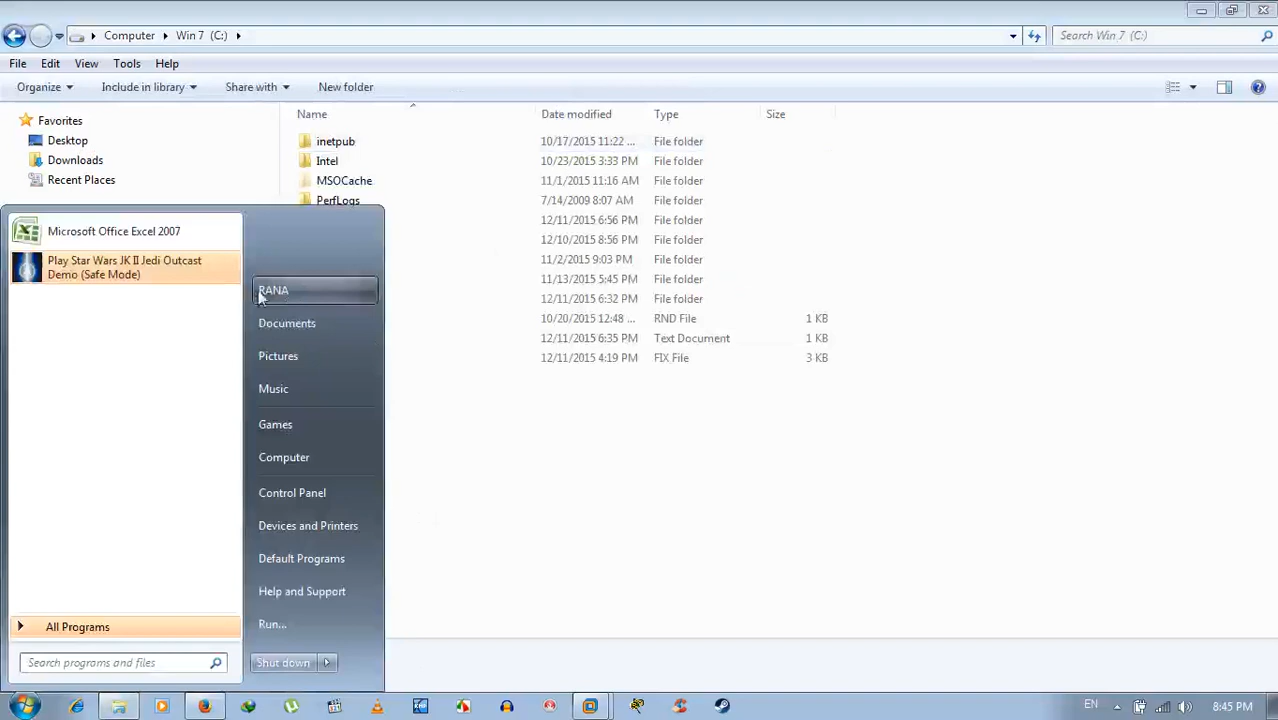 Computer Win 7 (C:) Search Win 7 (C:)
File Edit View Tools Help
Organize Include in library Share with New folder
Name Date modified Type Size
Favorites
Desktop
Downloads
Recent Places
inetpub 10/17/2015 11:22 ... File folder
Intel 10/23/2015 3:33 PM File folder
MSOCache 11/1/2015 11:16 AM File folder
PerfLogs 7/14/2009 8:07 AM File folder
12/11/2015 6:56 PM File folder
12/10/2015 8:56 PM File folder
11/2/2015 9:03 PM File folder
11/13/2015 5:45 PM File folder
12/11/2015 6:32 PM File folder
10/20/2015 12:48 ... RND File 1 KB
12/11/2015 6:35 PM Text Document 1 KB
12/11/2015 4:19 PM FIX File 3 KB
Microsoft Office Excel 2007
Play Star Wars JK II Jedi Outcast
Demo (Safe Mode)
All Programs
Search programs and files
RANA
Documents
Pictures
Music
Games
Computer
Control Panel
Devices and Printers
Default Programs
Help and Support
Run...
Shut down
EN 8:45 PM